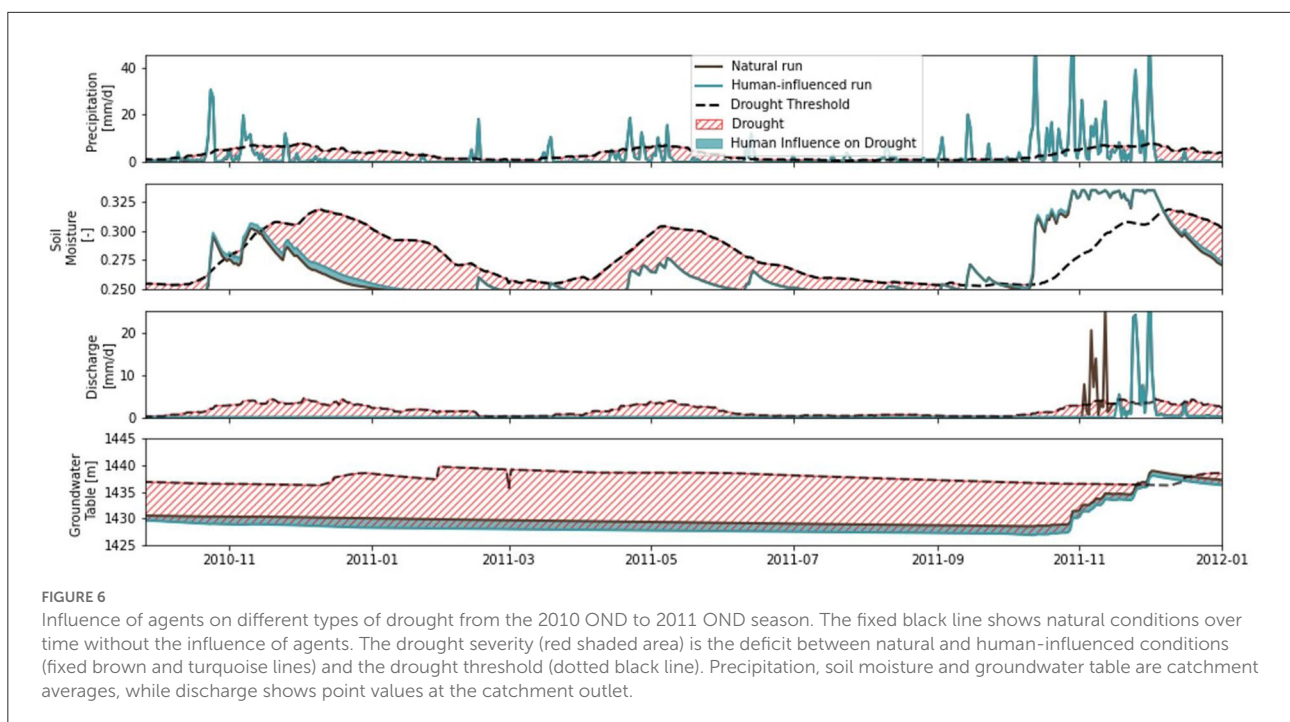 Precipitation
[mm/d]
40
20
0
Natural run
Human-influenced run
Drought Threshold
Drought
Human Influence on Drought
Soil
Moisture
[-]
0.325
0.300
0.275
0.250
Discharge
[mm/d]
20
10
0
Groundwater
Table [m]
1445
1440
1435
1430
1425
2010-11 2011-01 2011-03 2011-05 2011-07 2011-09 2011-11 2012-01
FIGURE 6
Influence of agents on different types of drought from the 2010 OND to 2011 OND season. The fixed black line shows natural conditions over
time without the influence of agents. The drought severity (red shaded area) is the deficit between natural and human-influenced conditions
(fixed brown and turquoise lines) and the drought threshold (dotted black line). Precipitation, soil moisture and groundwater table are catchment
averages, while discharge shows point values at the catchment outlet.